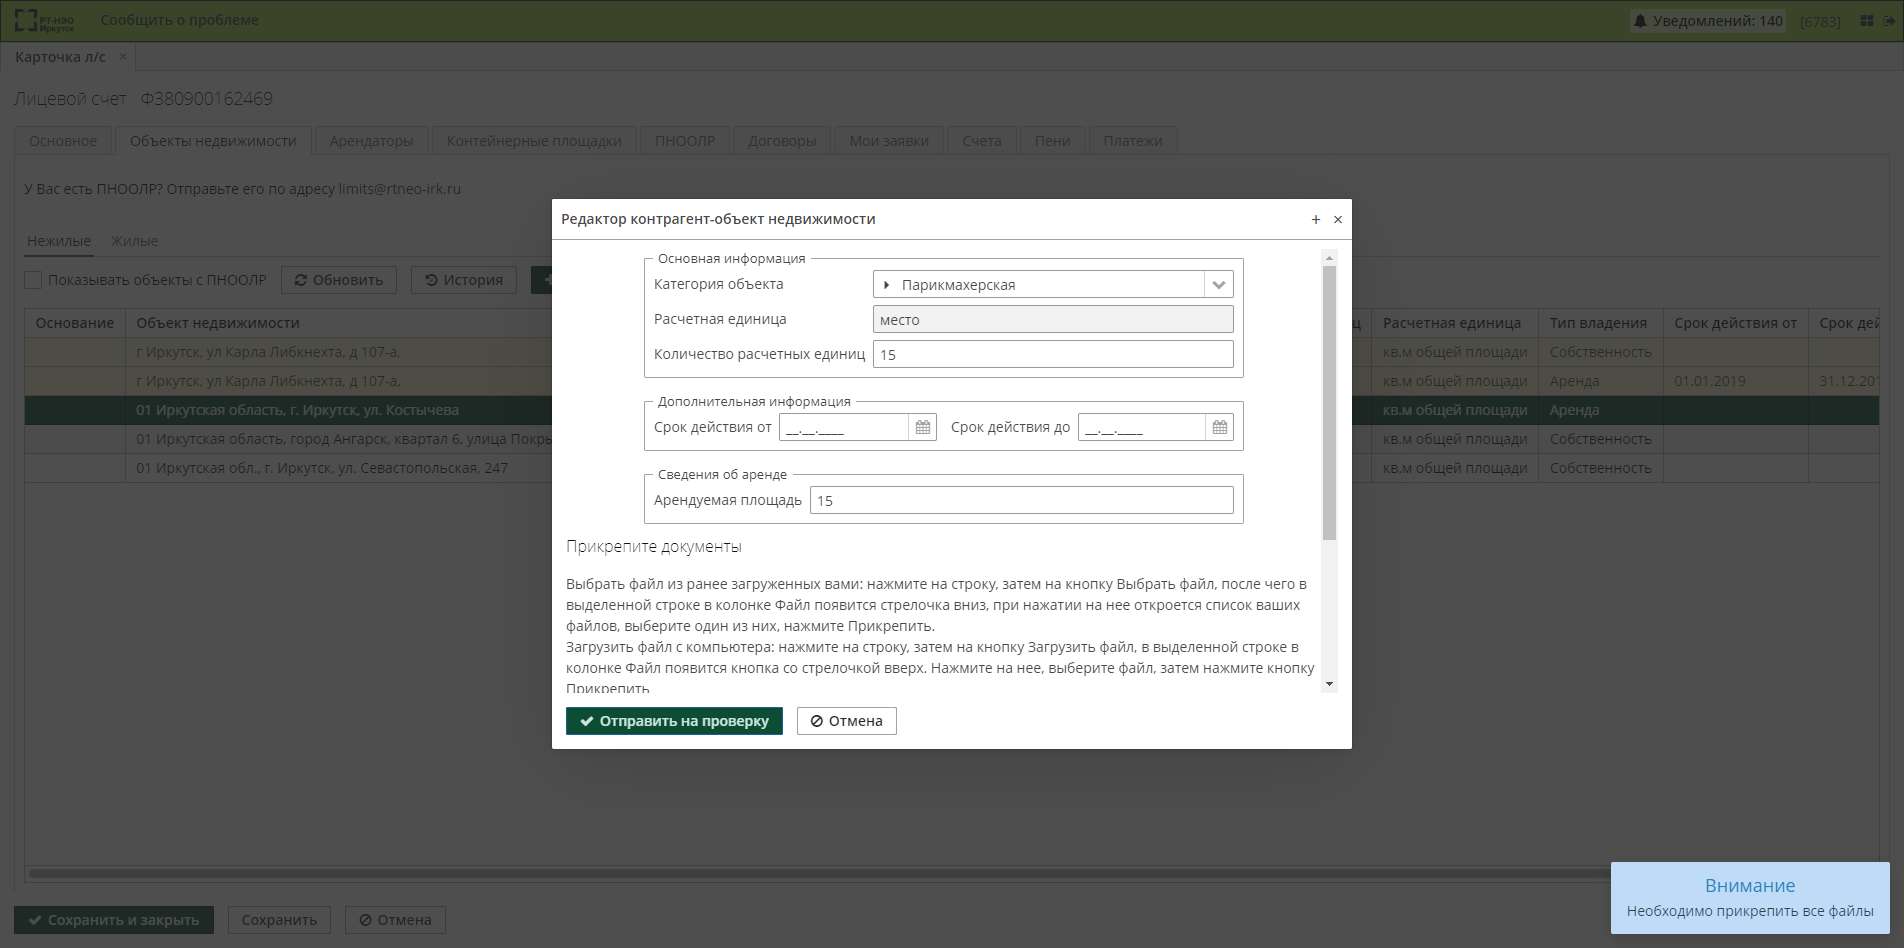 РТ-НЭО
Иркутск
Сообщить о проблеме
Уведомлений: 140
[6783]
Карточка л/с ×
Лицевой счет Ф380900162469
Основное
Объекты недвижимости
Арендаторы
Контейнерные площадки
ПНООЛР
Договоры
Мои заявки
Счета
Пени
Платежи
У Вас есть ПНООЛР? Отправьте его по адресу limits@rtneo-irk.ru
Нежилые
Жилые
Показывать объекты с ПНООЛР
Обновить
История
Основание
Объект недвижимости
ц
Расчетная единица
Тип владения
Срок действия от
Срок дей
г Иркутск, ул Карла Либкнехта, д 107-а,
кв.м общей площади
Собственность
г Иркутск, ул Карла Либкнехта, д 107-а,
кв.м общей площади
Аренда
01.01.2019
31.12.201
01 Иркутская область, г. Иркутск, ул. Костычева
кв.м общей площади
Аренда
01 Иркутская область, город Ангарск, квартал 6, улица Покры
кв.м общей площади
Собственность
01 Иркутская обл., г. Иркутск, ул. Севастопольская, 247
кв.м общей площади
Собственность
Редактор контрагент-объект недвижимости + ×
Основная информация
Категория объекта
Парикмахерская
Расчетная единица
место
Количество расчетных единиц
15
Дополнительная информация
Срок действия от
__.__.____
Срок действия до
__.__.____
Сведения об аренде
Арендуемая площадь
15
Прикрепите документы
Выбрать файл из ранее загруженных вами: нажмите на строку, затем на кнопку Выбрать файл, после чего в
выделенной строке в колонке Файл появится стрелочка вниз, при нажатии на нее откроется список ваших
файлов, выберите один из них, нажмите Прикрепить.
Загрузить файл с компьютера: нажмите на строку, затем на кнопку Загрузить файл, в выделенной строке в
колонке Файл появится кнопка со стрелочкой вверх. Нажмите на нее, выберите файл, затем нажмите кнопку
Прикрепить
Отправить на проверку
Отмена
Сохранить и закрыть
Сохранить
Отмена
Внимание
Необходимо прикрепить все файлы